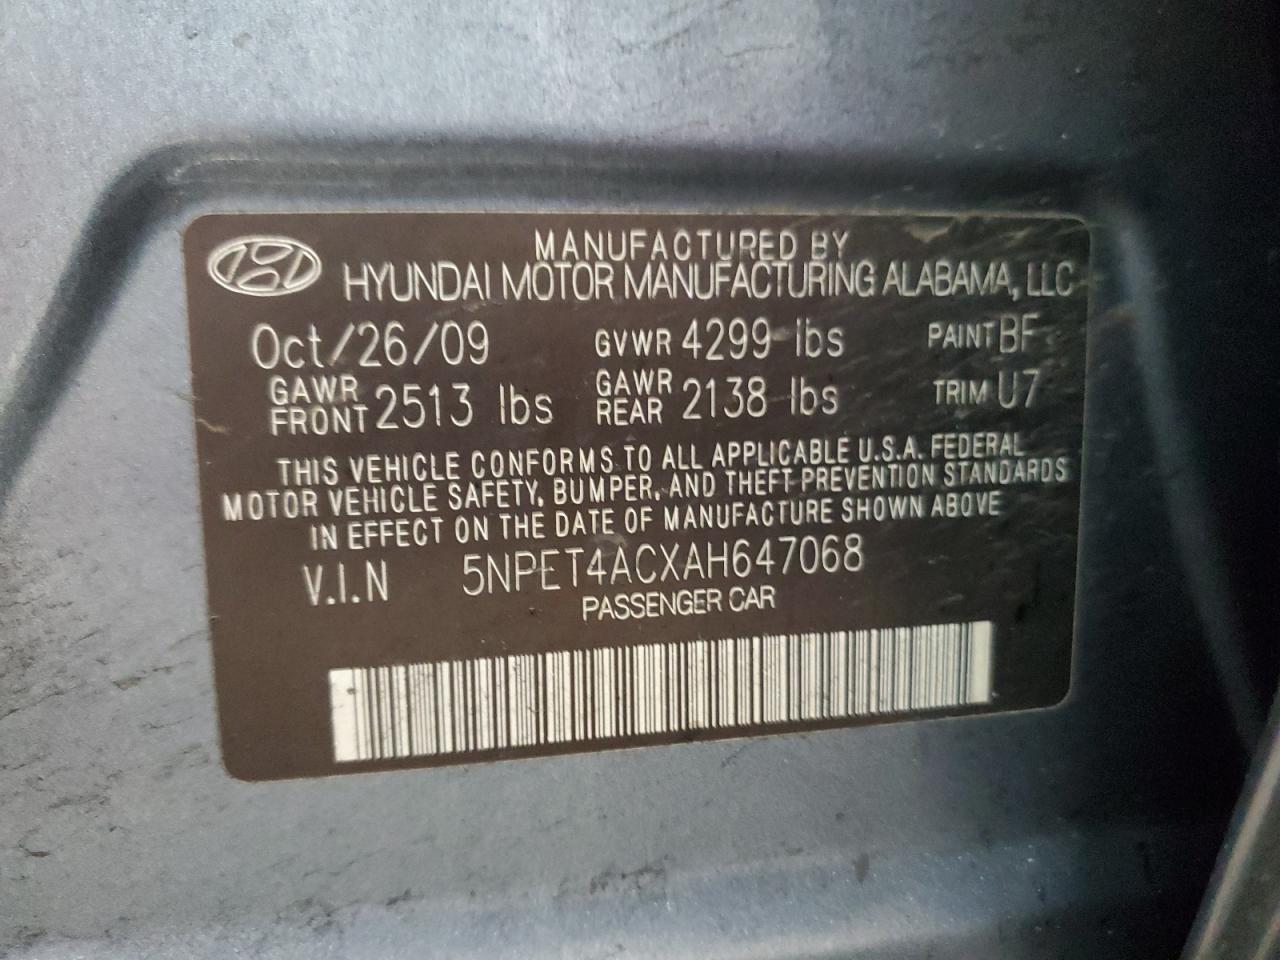 MANUFACTURED BY
HYUNDAI MOTOR MANUFACTURING ALABAMA, LLC
Oct/26/09 GVWR 4299 lbs PAINT BF
GAWR FRONT 2513 lbs GAWR REAR 2138 lbs TRIM U7
THIS VEHICLE CONFORMS TO ALL APPLICABLE U.S.A. FEDERAL
MOTOR VEHICLE SAFETY, BUMPER, AND THEFT PREVENTION STANDARDS
IN EFFECT ON THE DATE OF MANUFACTURE SHOWN ABOVE
V.I.N 5NPET4ACXAH647068
PASSENGER CAR